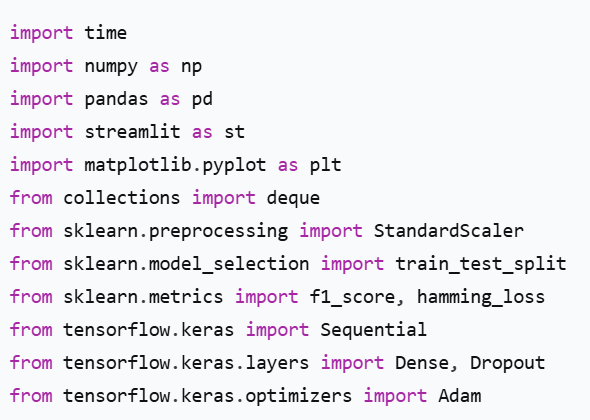 import time
import numpy as np
import pandas as pd
import streamlit as st
import matplotlib.pyplot as plt
from collections import deque
from sklearn.preprocessing import StandardScaler
from sklearn.model_selection import train_test_split
from sklearn.metrics import f1_score, hamming_loss
from tensorflow.keras import Sequential
from tensorflow.keras.layers import Dense, Dropout
from tensorflow.keras.optimizers import Adam